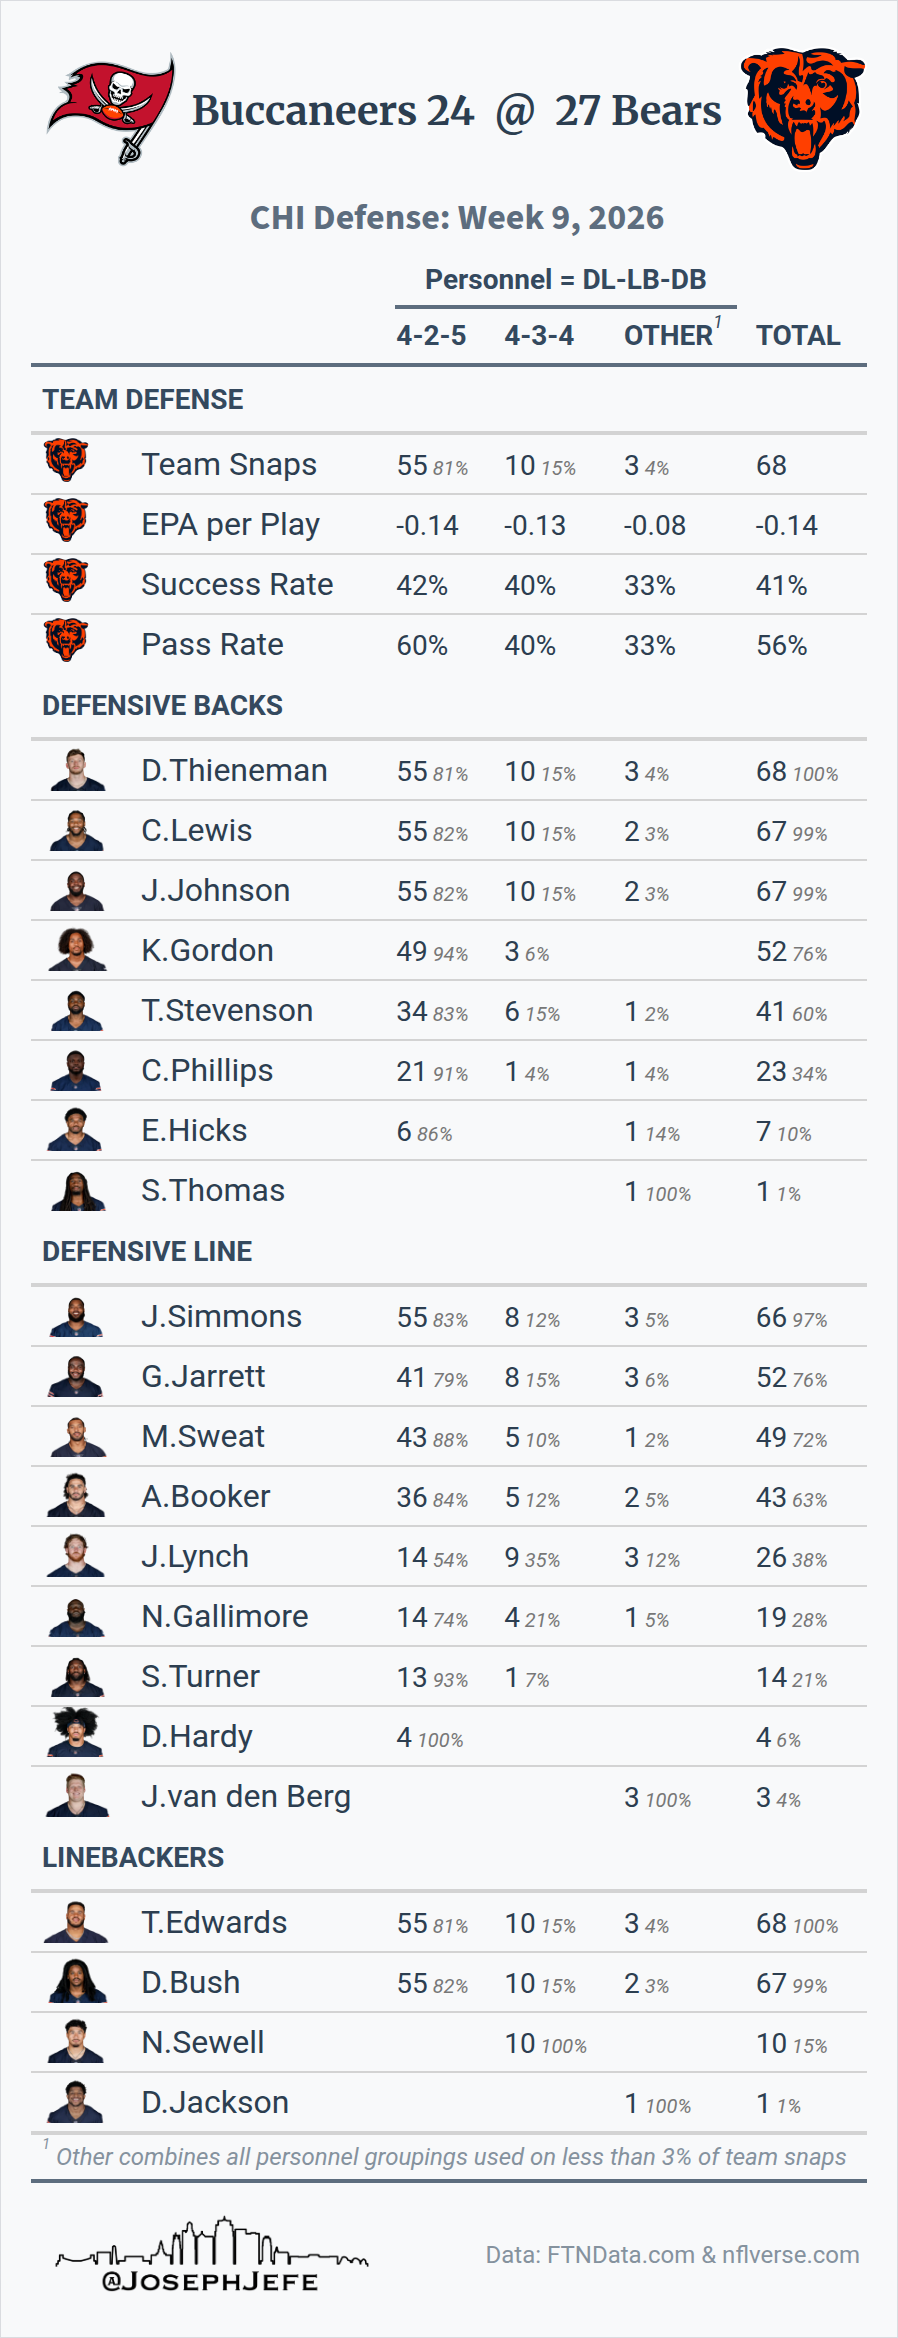 Buccaneers 24 @ 27 Bears
CHI Defense: Week 9, 2026
Personnel = DL-LB-DB
4-2-5 4-3-4 OTHER1 TOTAL
TEAM DEFENSE
Team Snaps 55 81% 10 15% 3 4% 68
EPA per Play -0.14 -0.13 -0.08 -0.14
Success Rate 42% 40% 33% 41%
Pass Rate 60% 40% 33% 56%
DEFENSIVE BACKS
D.Thieneman 55 81% 10 15% 3 4% 68 100%
C.Lewis 55 82% 10 15% 2 3% 67 99%
J.Johnson 55 82% 10 15% 2 3% 67 99%
K.Gordon 49 94% 3 6% 52 76%
T.Stevenson 34 83% 6 15% 1 2% 41 60%
C.Phillips 21 91% 1 4% 1 4% 23 34%
E.Hicks 6 86% 1 14% 7 10%
S.Thomas 1 100% 1 1%
DEFENSIVE LINE
J.Simmons 55 83% 8 12% 3 5% 66 97%
G.Jarrett 41 79% 8 15% 3 6% 52 76%
M.Sweat 43 88% 5 10% 1 2% 49 72%
A.Booker 36 84% 5 12% 2 5% 43 63%
J.Lynch 14 54% 9 35% 3 12% 26 38%
N.Gallimore 14 74% 4 21% 1 5% 19 28%
S.Turner 13 93% 1 7% 14 21%
D.Hardy 4 100% 4 6%
J.van den Berg 3 100% 3 4%
LINEBACKERS
T.Edwards 55 81% 10 15% 3 4% 68 100%
D.Bush 55 82% 10 15% 2 3% 67 99%
N.Sewell 10 100% 10 15%
D.Jackson 1 100% 1 1%
1 Other combines all personnel groupings used on less than 3% of team snaps
@JosephJefe
Data: FTNData.com & nflverse.com